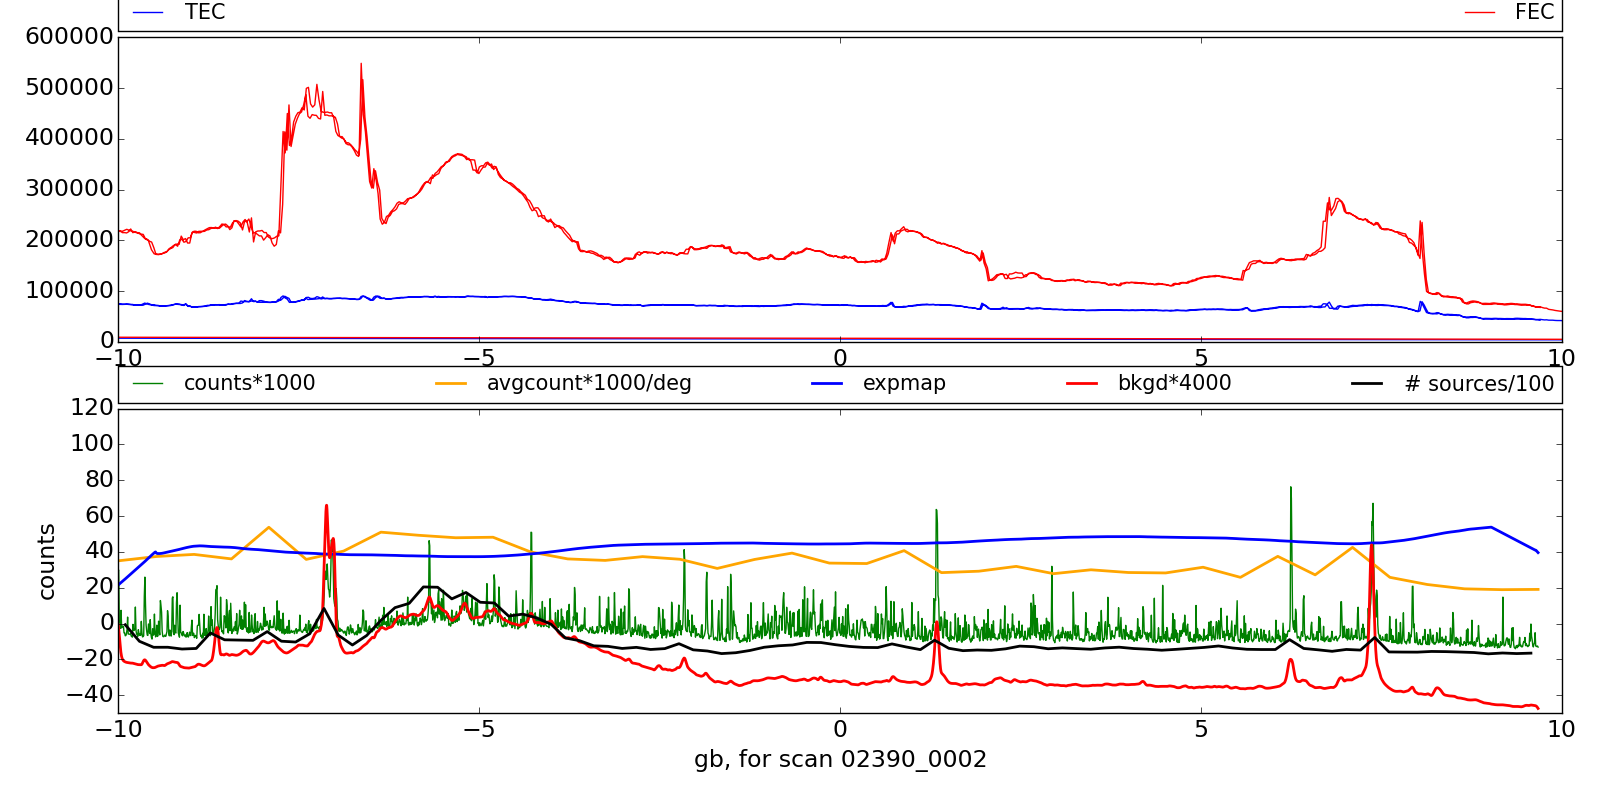 TEC FEC
600000
500000
400000
300000
200000
100000
0
−10 −5 0 5 10
counts*1000 avgcount*1000/deg expmap bkgd*4000 # sources/100
120
100
80
60
40
20
0
−20
−40
counts
−10 −5 0 5 10
gb, for scan 02390_0002